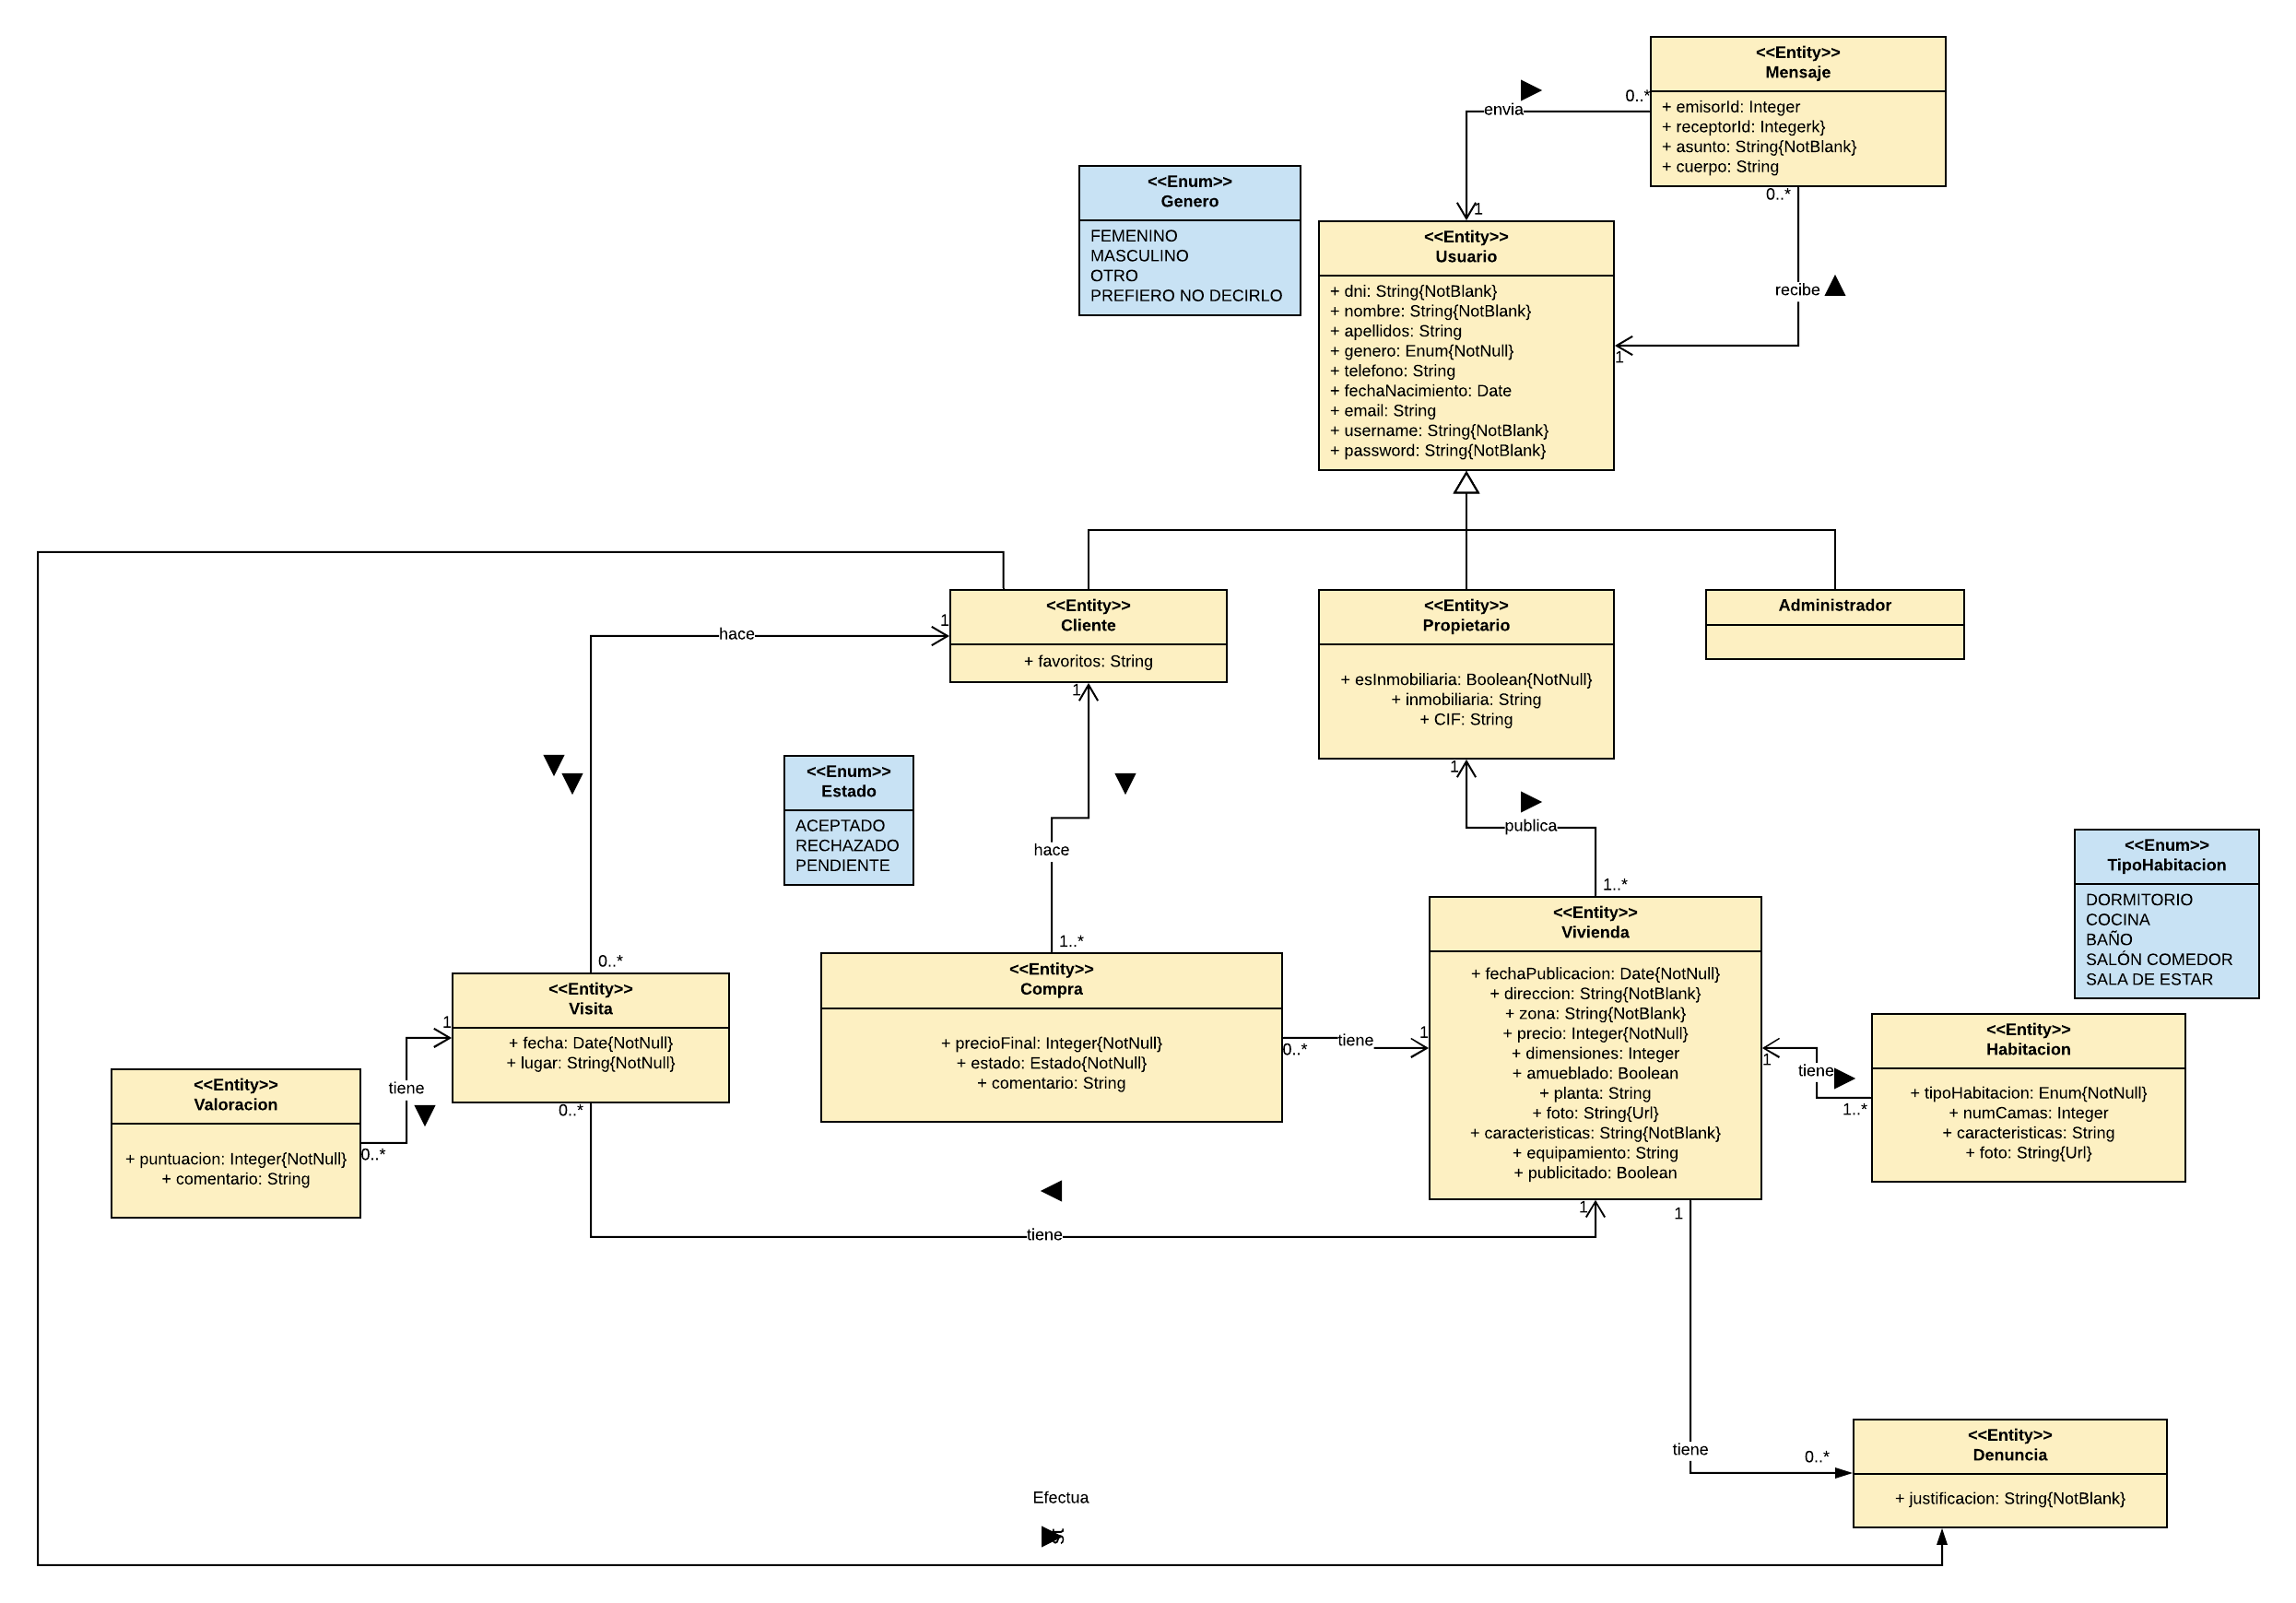 <<Entity>>
Mensaje
+ emisorId: Integer
+ receptorId: Integerk}
+ asunto: String{NotBlank}
+ cuerpo: String
0..*
envia
1
0..*
recibe
1
<<Enum>>
Genero
FEMENINO
MASCULINO
OTRO
PREFIERO NO DECIRLO
<<Entity>>
Usuario
+ dni: String{NotBlank}
+ nombre: String{NotBlank}
+ apellidos: String
+ genero: Enum{NotNull}
+ telefono: String
+ fechaNacimiento: Date
+ email: String
+ username: String{NotBlank}
+ password: String{NotBlank}
<<Entity>>
Cliente
+ favoritos: String
1
hace
0..*
1
hace
1..*
<<Entity>>
Propietario
+ esInmobiliaria: Boolean{NotNull}
+ inmobiliaria: String
+ CIF: String
1
publica
1..*
Administrador
<<Enum>>
Estado
ACEPTADO
RECHAZADO
PENDIENTE
<<Enum>>
TipoHabitacion
DORMITORIO
COCINA
BAÑO
SALÓN COMEDOR
SALA DE ESTAR
<<Entity>>
Valoracion
+ puntuacion: Integer{NotNull}
+ comentario: String
0..*
tiene
1
<<Entity>>
Visita
+ fecha: Date{NotNull}
+ lugar: String{NotNull}
0..*
tiene
1
<<Entity>>
Compra
+ precioFinal: Integer{NotNull}
+ estado: Estado{NotNull}
+ comentario: String
0..*
tiene
1
<<Entity>>
Vivienda
+ fechaPublicacion: Date{NotNull}
+ direccion: String{NotBlank}
+ zona: String{NotBlank}
+ precio: Integer{NotNull}
+ dimensiones: Integer
+ amueblado: Boolean
+ planta: String
+ foto: String{Url}
+ caracteristicas: String{NotBlank}
+ equipamiento: String
+ publicitado: Boolean
1
tiene
1..*
<<Entity>>
Habitacion
+ tipoHabitacion: Enum{NotNull}
+ numCamas: Integer
+ caracteristicas: String
+ foto: String{Url}
1
tiene
0..*
<<Entity>>
Denuncia
+ justificacion: String{NotBlank}
Efectua